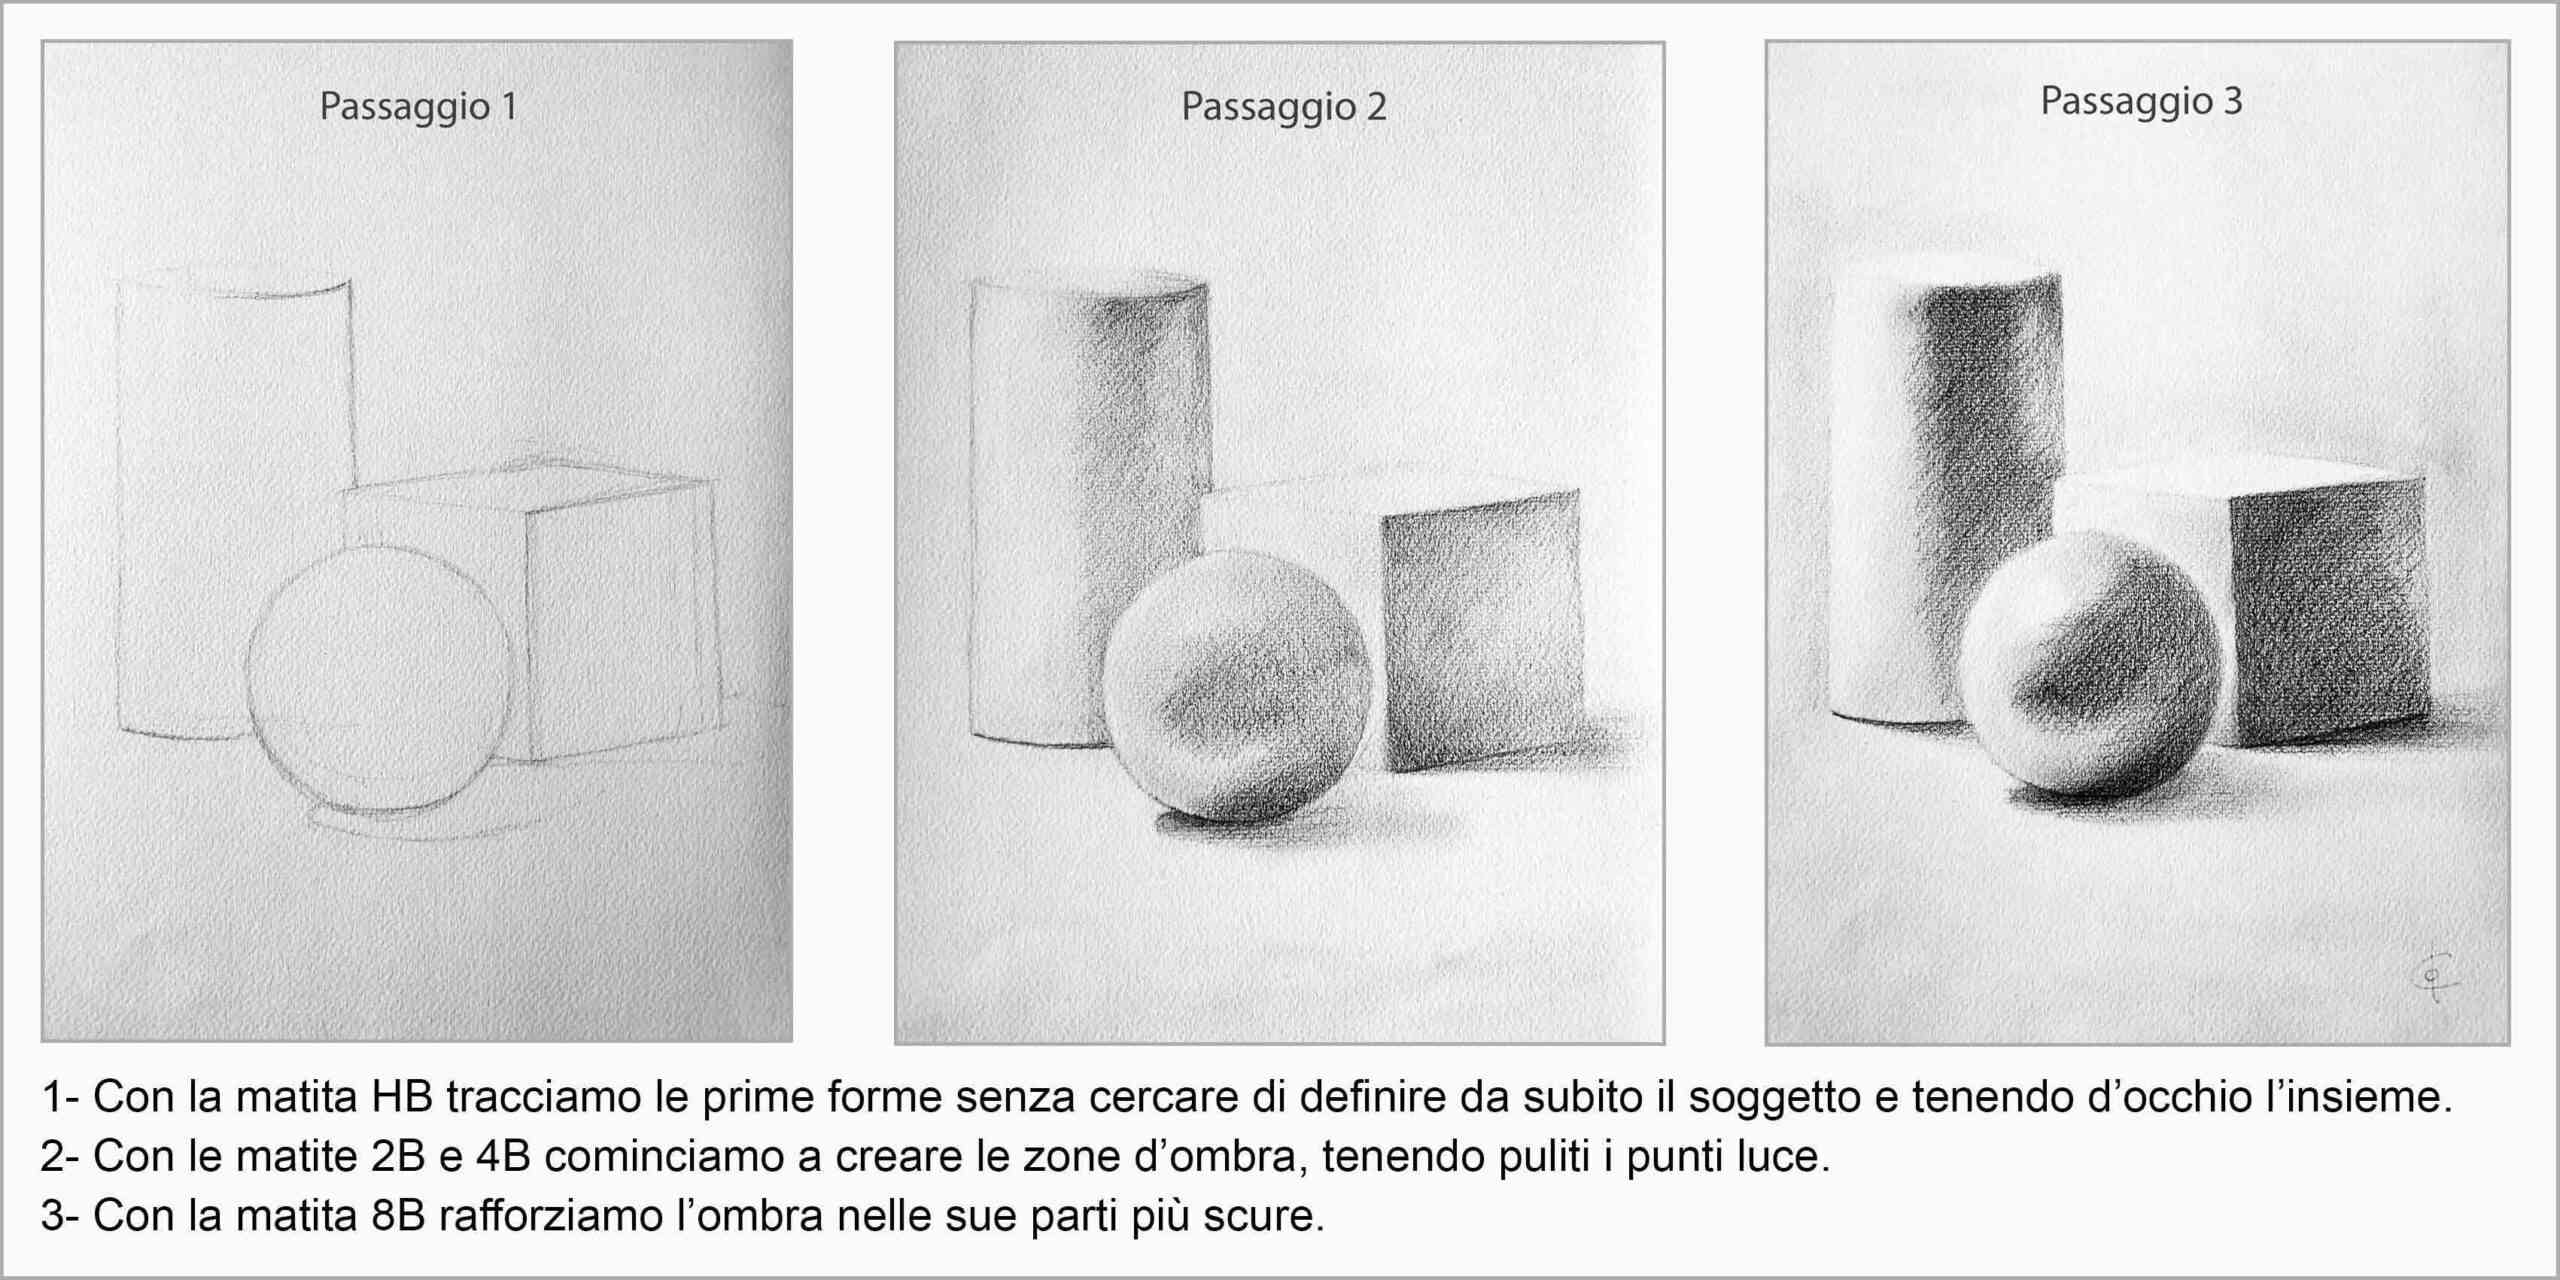 Passaggio 1
Passaggio 2
Passaggio 3
1- Con la matita HB tracciamo le prime forme senza cercare di definire da subito il soggetto e tenendo d’occhio l’insieme.
2- Con le matite 2B e 4B cominciamo a creare le zone d’ombra, tenendo puliti i punti luce.
3- Con la matita 8B rafforziamo l’ombra nelle sue parti più scure.